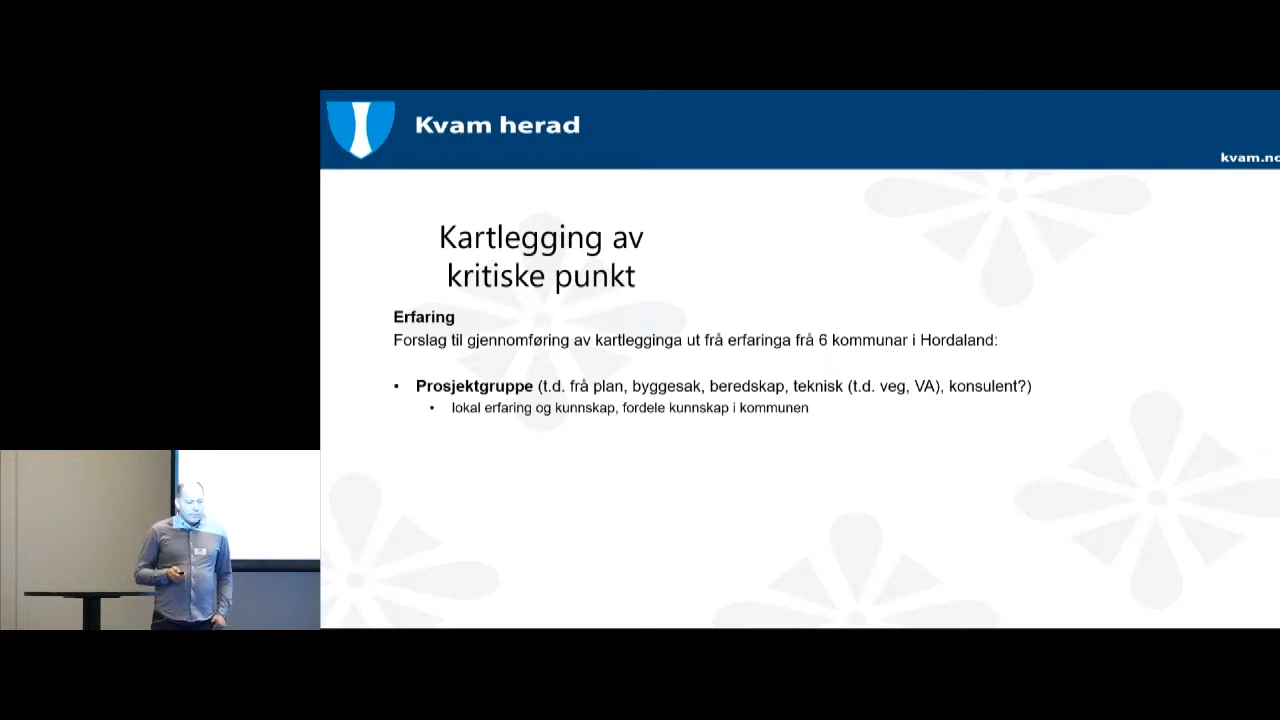 Kvam herad
kvam.no
Kartlegging av
kritiske punkt
Erfaring
Forslag til gjennomføring av kartlegginga ut frå erfaringa frå 6 kommunar i Hordaland:
• Prosjektgruppe (t.d. frå plan, byggesak, beredskap, teknisk (t.d. veg, VA), konsulent?)
• lokal erfaring og kunnskap, fordele kunnskap i kommunen